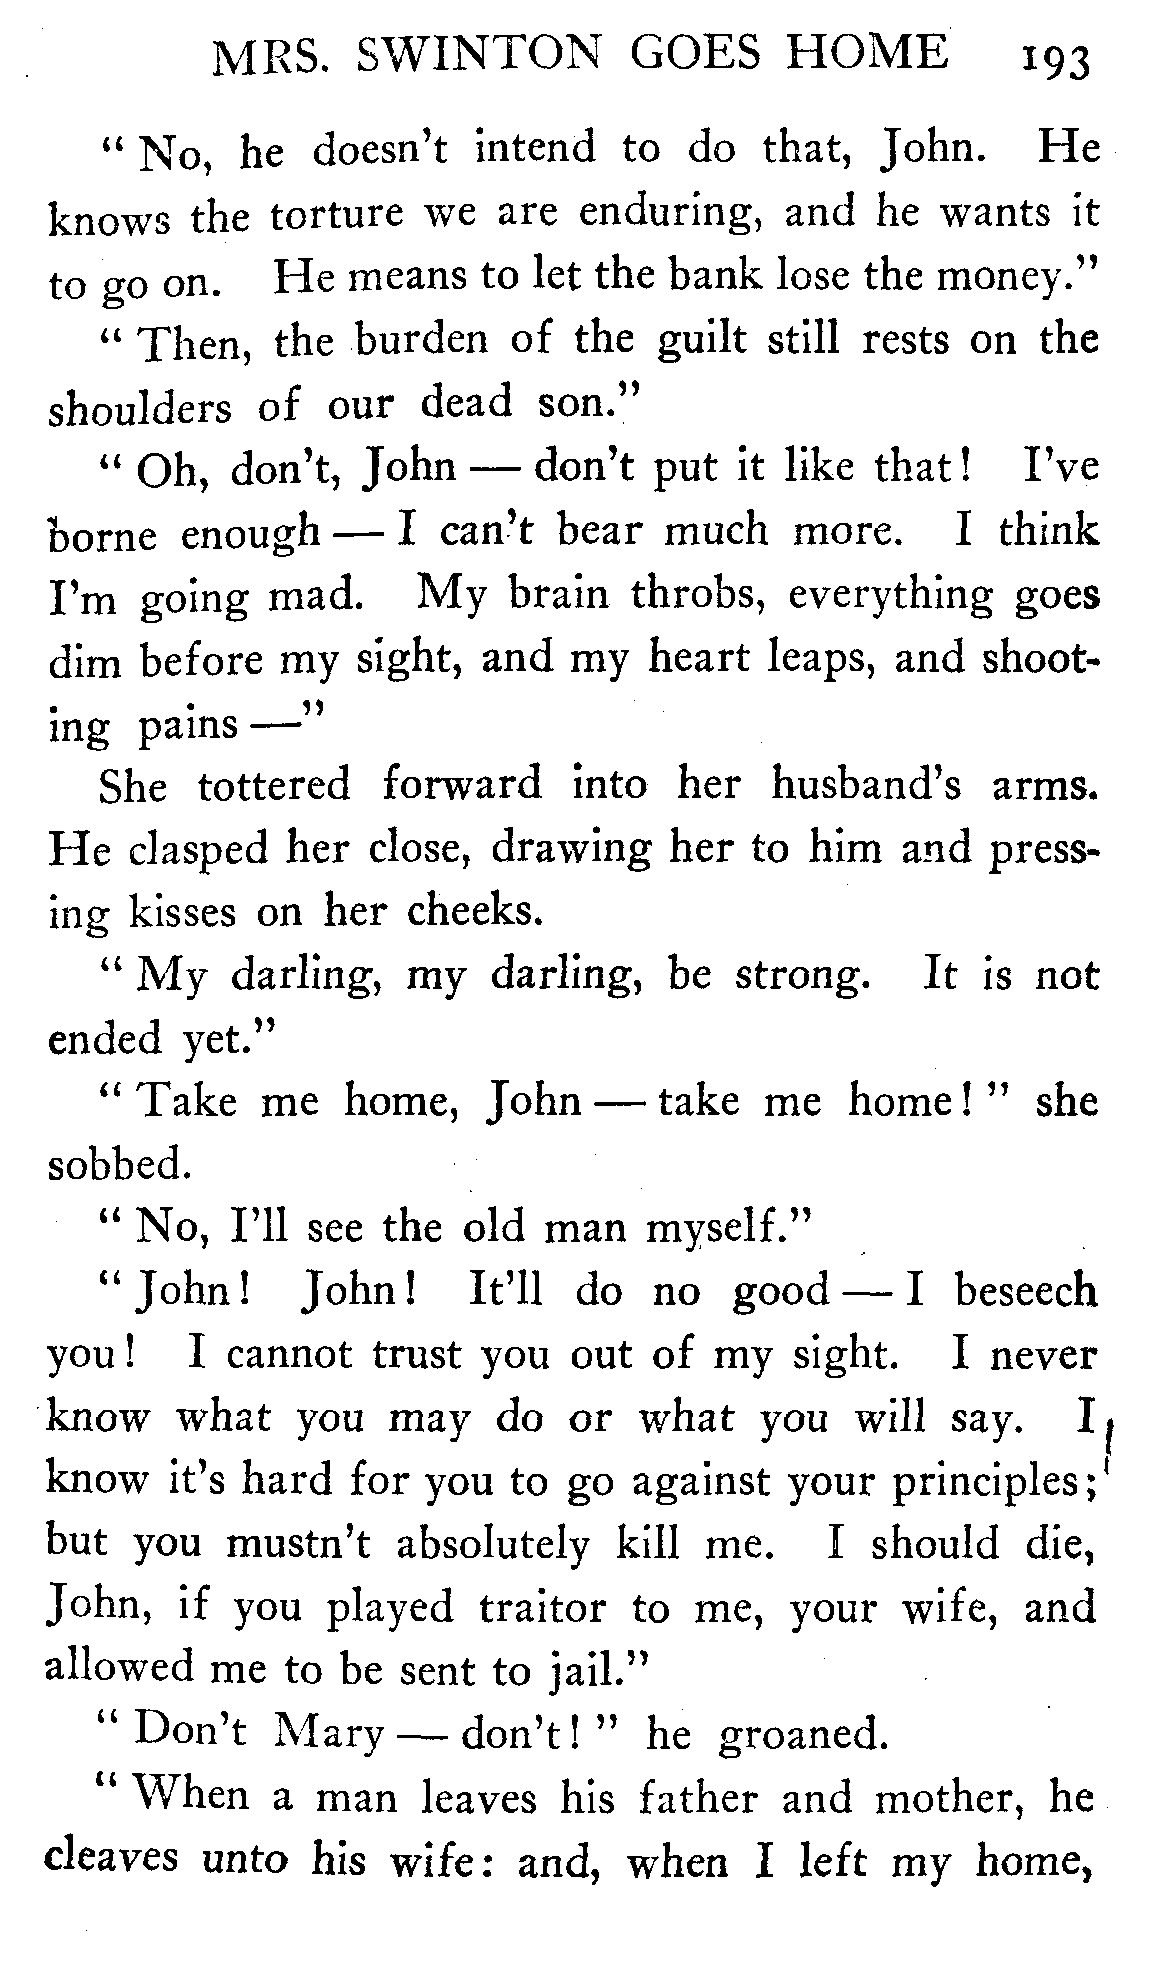 MRS. SWINTON GOES HOME 193
“ No, he doesn’t intend to do that, John. He
knows the torture we are enduring, and he wants it
to go on. He means to let the bank lose the money.”
“ Then, the burden of the guilt still rests on the
shoulders of our dead son.”
“ Oh, don’t, John — don’t put it like that! I’ve
borne enough — I can’t bear much more. I think
I’m going mad. My brain throbs, everything goes
dim before my sight, and my heart leaps, and shoot-
ing pains —”
She tottered forward into her husband’s arms.
He clasped her close, drawing her to him and press-
ing kisses on her cheeks.
“ My darling, my darling, be strong. It is not
ended yet.”
“ Take me home, John — take me home! ” she
sobbed.
“ No, I’ll see the old man myself.”
“ John! John! It’ll do no good — I beseech
you! I cannot trust you out of my sight. I never
know what you may do or what you will say. I
know it’s hard for you to go against your principles;
but you mustn’t absolutely kill me. I should die,
John, if you played traitor to me, your wife, and
allowed me to be sent to jail.”
“ Don’t Mary — don’t! ” he groaned.
“ When a man leaves his father and mother, he
cleaves unto his wife: and, when I left my home,